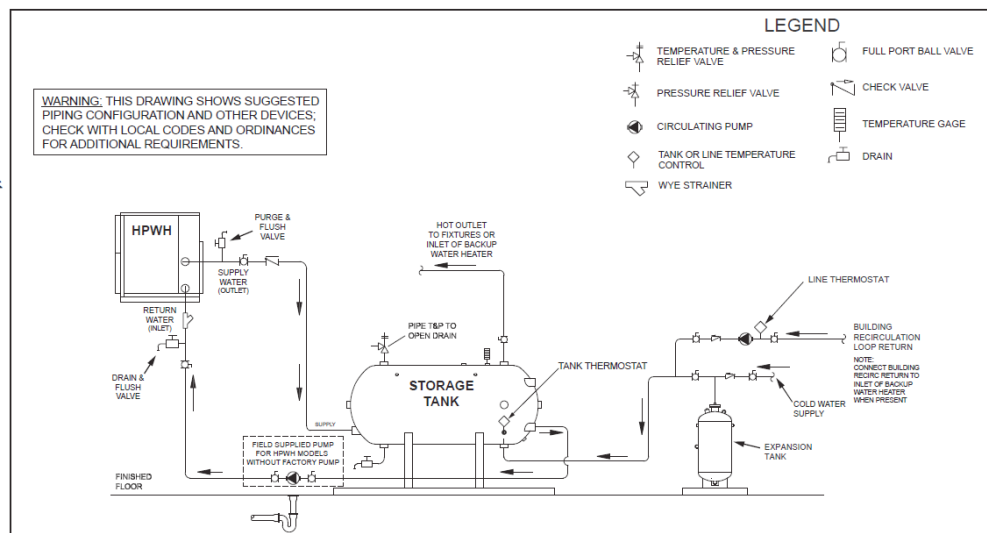 LEGEND
TEMPERATURE & PRESSURE
RELIEF VALVE
FULL PORT BALL VALVE
PRESSURE RELIEF VALVE
CHECK VALVE
CIRCULATING PUMP
TEMPERATURE GAGE
TANK OR LINE TEMPERATURE
CONTROL
DRAIN
WYE STRAINER
WARNING: THIS DRAWING SHOWS SUGGESTED
PIPING CONFIGURATION AND OTHER DEVICES;
CHECK WITH LOCAL CODES AND ORDINANCES
FOR ADDITIONAL REQUIREMENTS.
HPWH
PURGE &
FLUSH
VALVE
SUPPLY
WATER
(OUTLET)
RETURN
WATER
(INLET)
DRAIN &
FLUSH
VALVE
HOT OUTLET
TO FIXTURES OR
INLET OF BACKUP
WATER HEATER
PIPE T&P TO
OPEN DRAIN
STORAGE
TANK
TANK THERMOSTAT
SUPPLY
FIELD SUPPLIED PUMP
FOR HPWH MODELS
WITHOUT FACTORY PUMP
FINISHED
FLOOR
LINE THERMOSTAT
BUILDING
RECIRCULATION
LOOP RETURN
NOTE:
CONNECT BUILDING
RECIRC RETURN TO
INLET OF BACKUP
WATER HEATER
WHEN PRESENT
COLD WATER
SUPPLY
EXPANSION
TANK